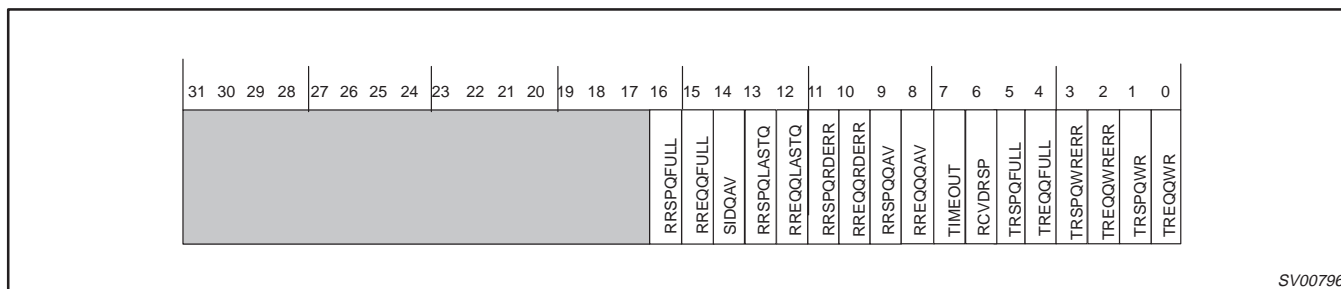 31 30 29 28 27 26 25 24 23 22 21 20 19 18 17 16 15 14 13 12 11 10 9 8 7 6 5 4 3 2 1 0
RRSPQFULL
RREQQFULL
SIDQAV
RRSPQLASTQ
RREQQLASTQ
RRSPQRDERR
RREQQRDERR
RRSPQQAV
RREQQQAV
TIMEOUT
RCVDRSP
TRSPQFULL
TREQQFULL
TRSPQWRERR
TREQQWRERR
TRSPQWR
TREQQWR
SV00796